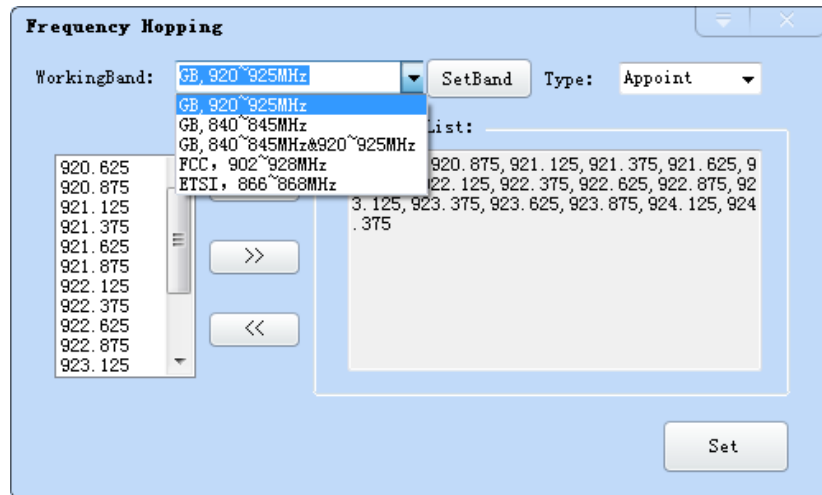 Frequency Hopping
WorkingBand: GB, 920~925MHz SetBand Type: Appoint
GB, 920~925MHz
GB, 840~845MHz
GB, 840~845MHz&920~925MHz
FCC，902~928MHz
ETSI，866~868MHz
List:
920.625
920.875
921.125
921.375
921.625
921.875
922.125
922.375
922.625
922.875
923.125
>>
<<
920.875, 921.125, 921.375, 921.625, 9
22.125, 922.375, 922.625, 922.875, 92
3.125, 923.375, 923.625, 923.875, 924.125, 924
.375
Set